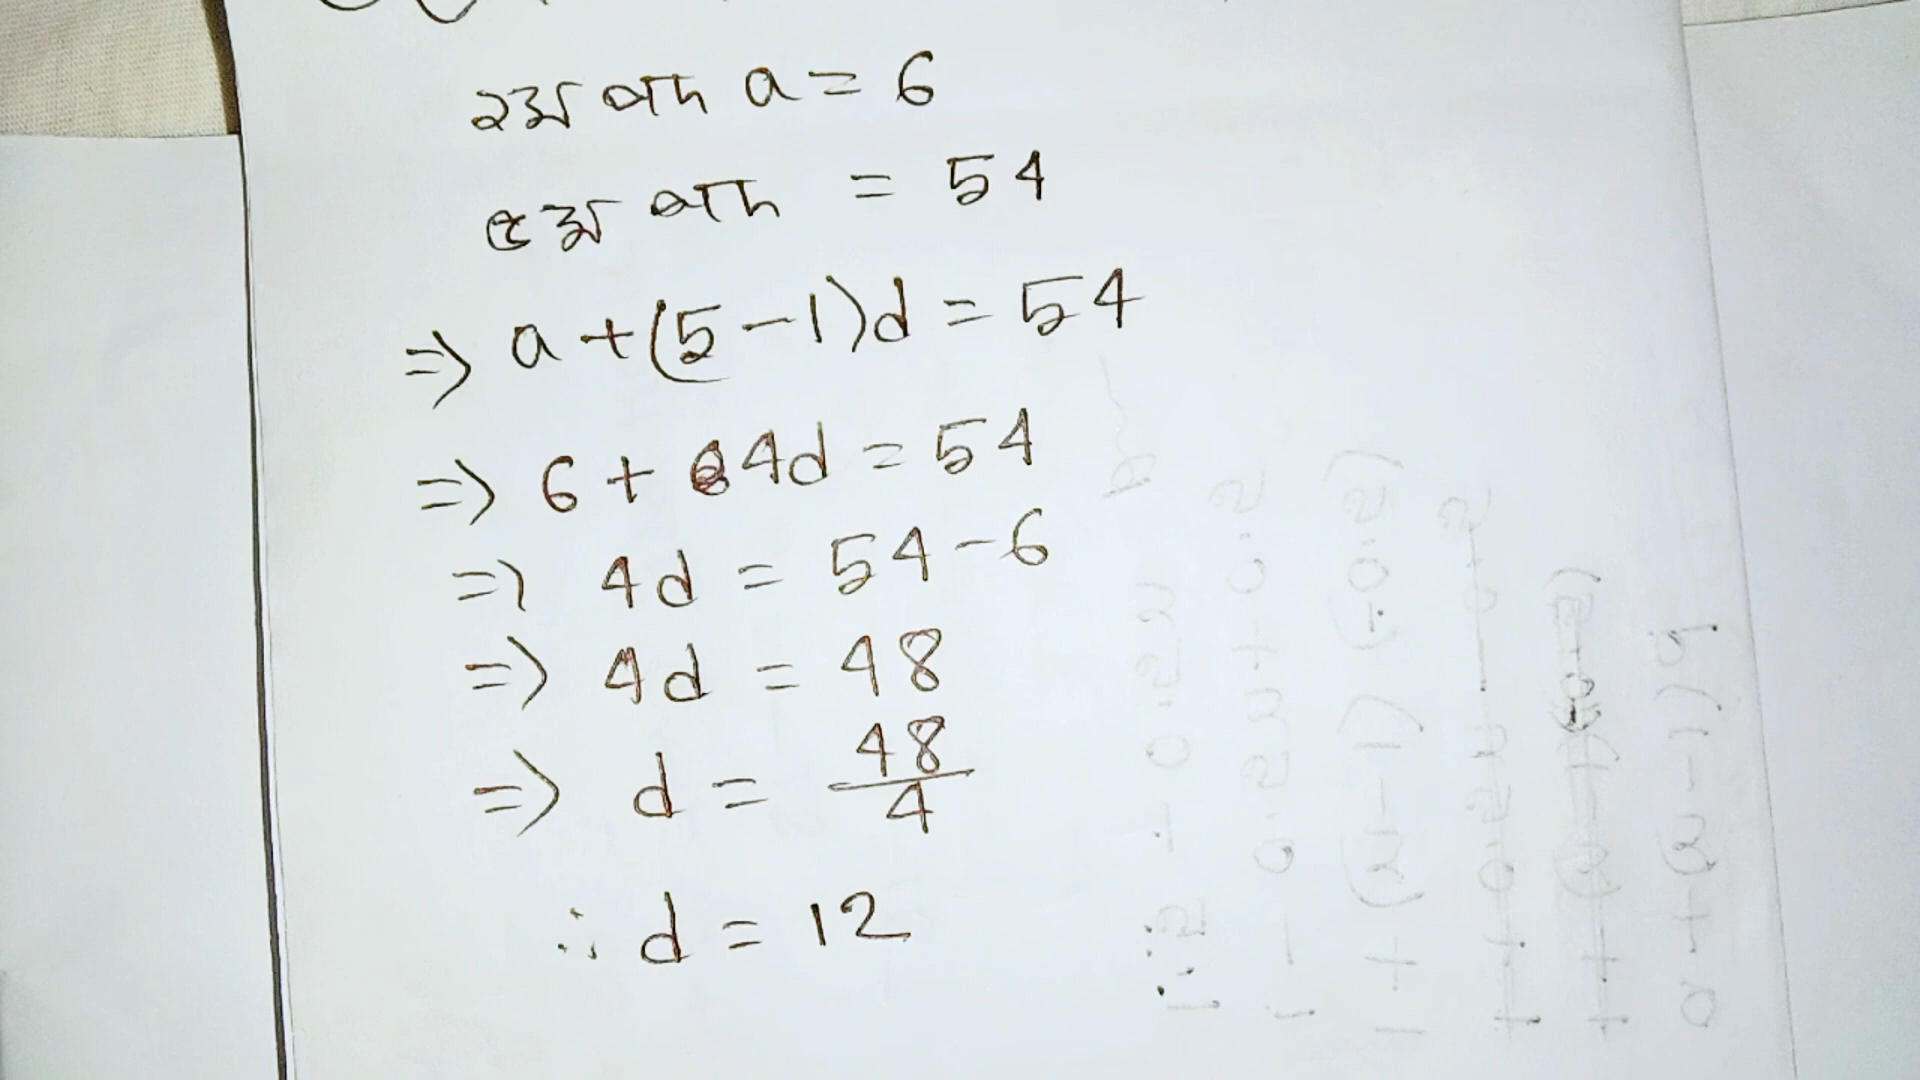 ১ম পদ a = 6
৫ম পদ = 54
=> a + (5 - 1)d = 54
=> 6 + 4d = 54
=> 4d = 54 - 6
=> 4d = 48
=> d = 48/4
∴ d = 12